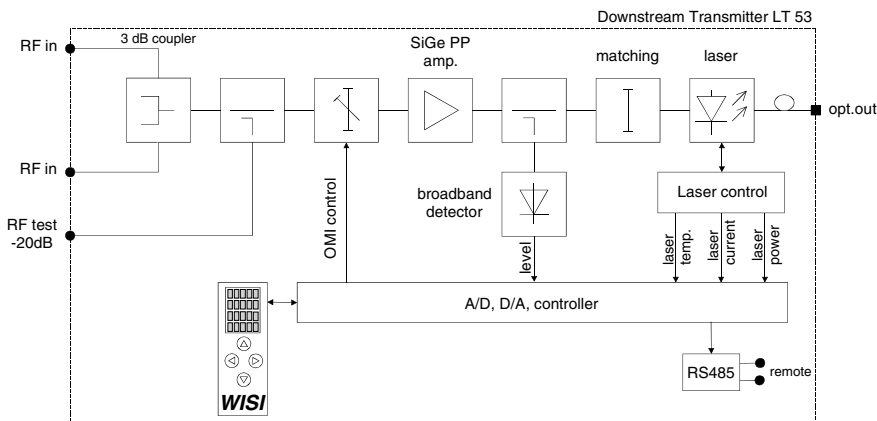 Downstream Transmitter LT 53
RF in
3 dB coupler
SiGe PP
amp.
matching
laser
opt.out
RF in
RF test
-20dB
OMI control
broadband
detector
level
Laser control
laser
temp.
laser
current
laser
power
A/D, D/A, controller
WISI
RS485
remote